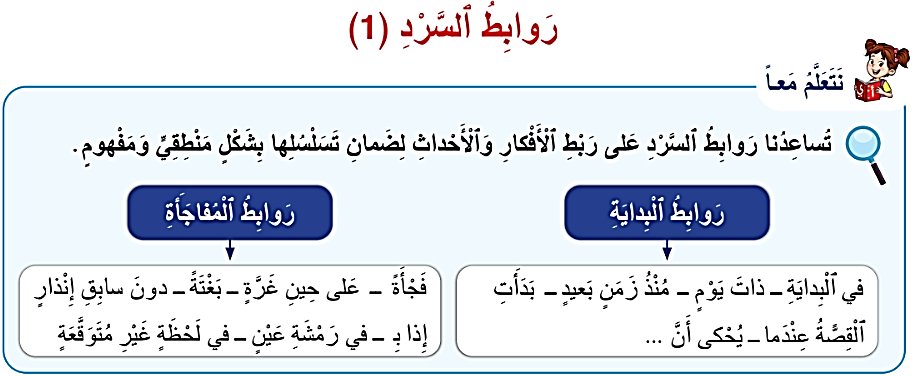 رَوابِطُ ٱلسَّرْدِ (1)
نَتَعَلَّمُ مَعاً
تُساعِدُنا رَوابِطُ ٱلسَّرْدِ عَلى رَبْطِ ٱلْأَفْكارِ وَٱلْأَحْداثِ لِضَمانِ تَسَلْسُلِها بِشَكْلٍ مَنْطِقِيٍّ وَمَفْهومٍ.
رَوابِطُ ٱلْبِدايَةِ
في ٱلْبِدايَةِ ـ ذاتَ يَوْمٍ ـ مُنْذُ زَمَنٍ بَعيدٍ ـ بَدَأَتِ
ٱلْقِصَّةُ عِنْدَما ـ يُحْكى أَنَّ ...
رَوابِطُ ٱلْمُفاجَأَةِ
فَجْأَةً ـ عَلى حِينِ غَرَّةٍ ـ بَغْتَةً ـ دونَ سابِقِ إِنْذارٍ
إِذا بِـ ـ في رَمْشَةِ عَيْنٍ ـ في لَحْظَةٍ غَيْرِ مُتَوَقَّعَةٍ